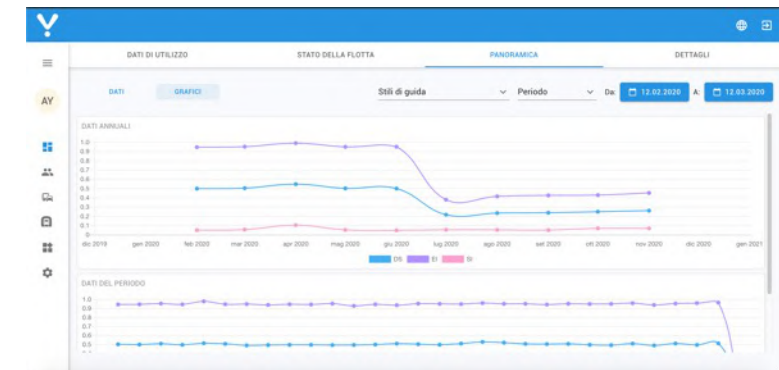 DATI DI UTILIZZO STATO DELLA FLOTTA PANORAMICA DETTAGLI
AY
DATI GRAFICI Stili di guida Periodo Da: 12.02.2020 A: 12.03.2020
DATI ANNUALI
1.0
0.9
0.8
0.7
0.6
0.5
0.4
0.3
0.2
0.1
0
dic 2019 gen 2020 feb 2020 mar 2020 apr 2020 mag 2020 giu 2020 lug 2020 ago 2020 set 2020 ott 2020 nov 2020 dic 2020 gen 2021
DS EI SI
DATI DEL PERIODO
1.0
0.9
0.8
0.7
0.6
0.5